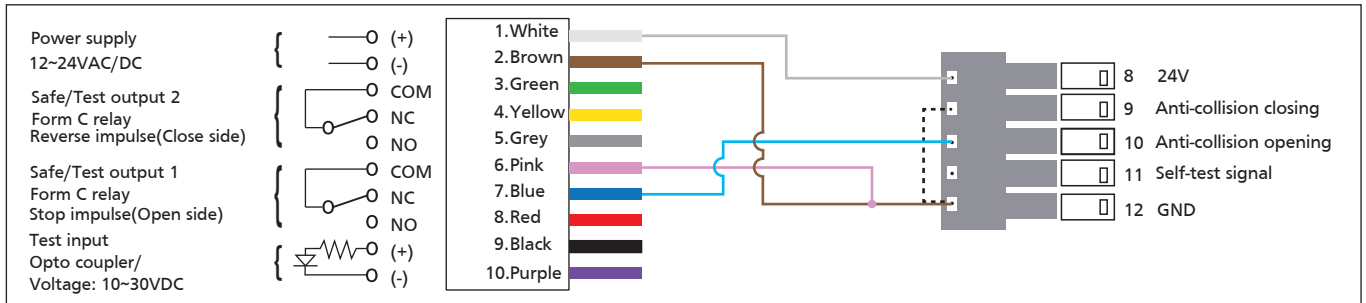 Power supply
12~24VAC/DC
(+)
(-)
Safe/Test output 2
Form C relay
Reverse impulse(Close side)
COM
NC
NO
Safe/Test output 1
Form C relay
Stop impulse(Open side)
COM
NC
NO
Test input
Opto coupler/
Voltage: 10~30VDC
(+)
(-)
1.White
2.Brown
3.Green
4.Yellow
5.Grey
6.Pink
7.Blue
8.Red
9.Black
10.Purple
8 24V
9 Anti-collision closing
10 Anti-collision opening
11 Self-test signal
12 GND